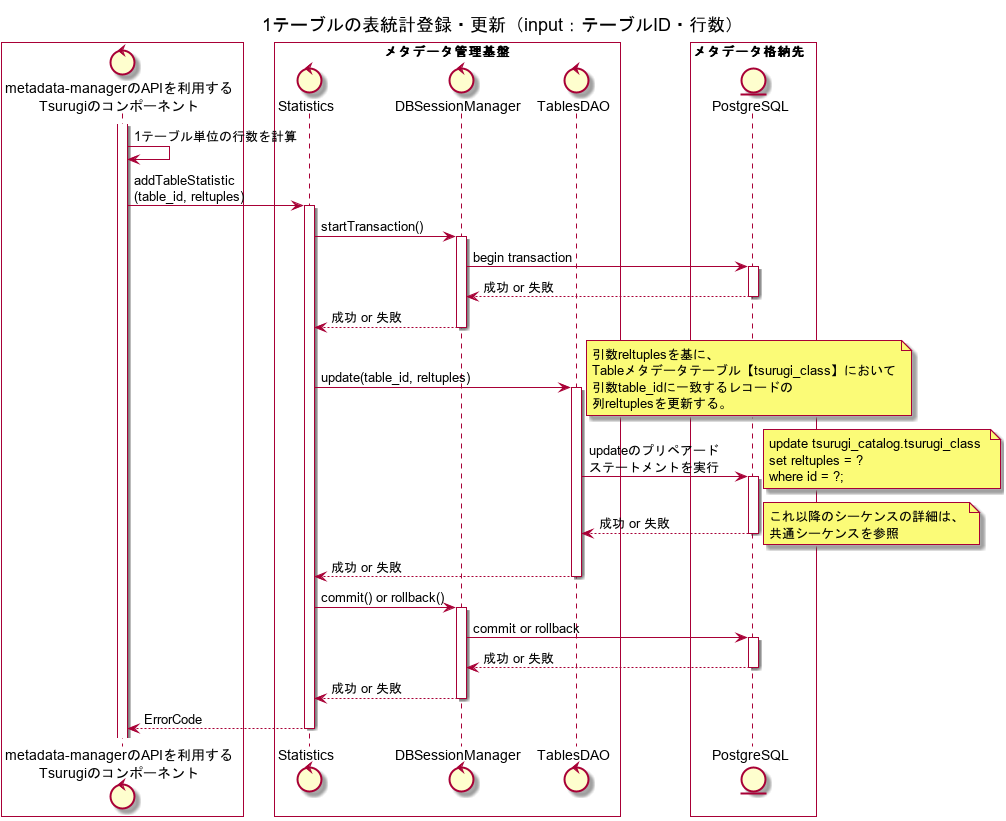 1テーブルの表統計登録・更新（input：テーブルID・行数）
メタデータ管理基盤
メタデータ格納先
metadata-managerのAPIを利用する
Tsurugiのコンポーネント
Statistics
DBSessionManager
TablesDAO
PostgreSQL
1テーブル単位の行数を計算
addTableStatistic
(table_id, reltuples)
startTransaction()
begin transaction
成功 or 失敗
成功 or 失敗
引数reltuplesを基に、
Tableメタデータテーブル【tsurugi_class】において
引数table_idに一致するレコードの
列reltuplesを更新する。
update(table_id, reltuples)
update tsurugi_catalog.tsurugi_class
set reltuples = ?
where id = ?;
updateのプリペアード
ステートメントを実行
これ以降のシーケンスの詳細は、
共通シーケンスを参照
成功 or 失敗
成功 or 失敗
commit() or rollback()
commit or rollback
成功 or 失敗
成功 or 失敗
ErrorCode
metadata-managerのAPIを利用する
Tsurugiのコンポーネント
Statistics
DBSessionManager
TablesDAO
PostgreSQL